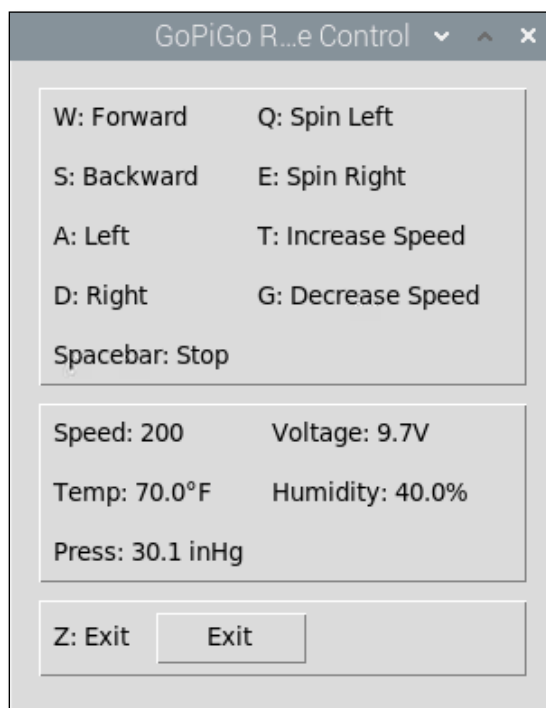 GoPiGo R...e Control
W: Forward Q: Spin Left
S: Backward E: Spin Right
A: Left T: Increase Speed
D: Right G: Decrease Speed
Spacebar: Stop
Speed: 200 Voltage: 9.7V
Temp: 70.0°F Humidity: 40.0%
Press: 30.1 inHg
Z: Exit Exit